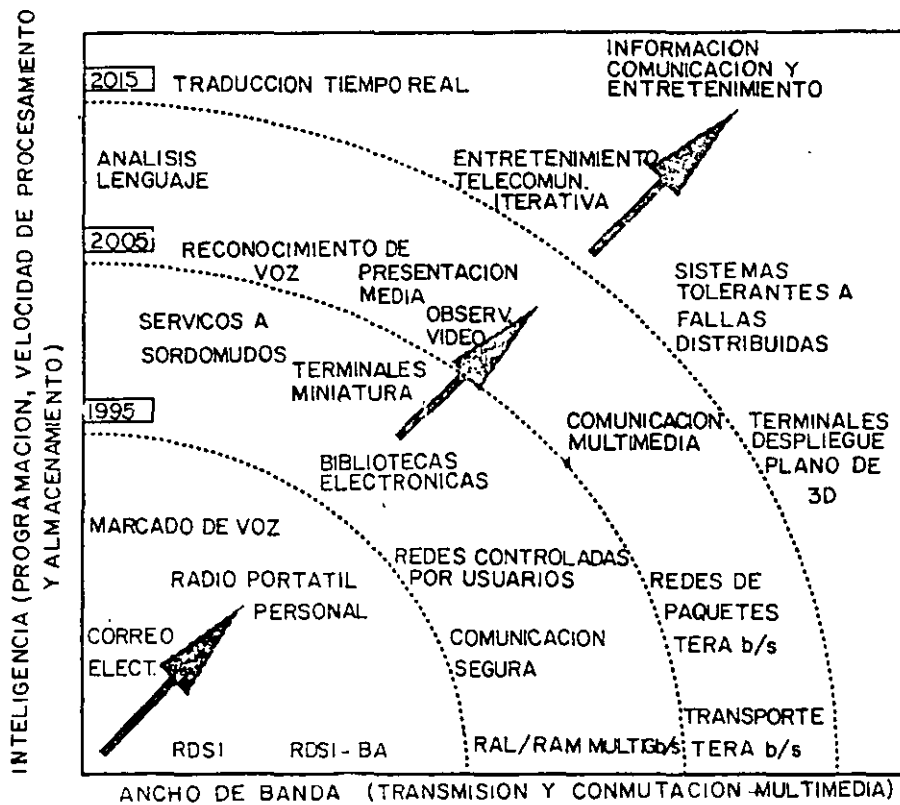 INFORMACION
COMUNICACION Y
ENTRETENIMIENTO
2015
TRADUCCION TIEMPO REAL
ANALISIS
LENGUAJE
ENTRETENIMIENTO
TELECOMUN.
ITERATIVA
2005
RECONOCIMIENTO DE
VOZ
PRESENTACION
MEDIA
OBSERV.
VIDEO
SISTEMAS
TOLERANTES A
FALLAS
DISTRIBUIDAS
SERVICOS A
SORDOMUDOS
TERMINALES
MINIATURA
1995
COMUNICACION
MULTIMEDIA
TERMINALES
DESPLIEGUE
PLANO DE
3D
BIBLIOTECAS
ELECTRONICAS
MARCADO DE VOZ
RADIO PORTATIL
PERSONAL
REDES CONTROLADAS
POR USUARIOS
REDES DE
PAQUETES
TERA b/s
CORREO
ELECT.
COMUNICACION
SEGURA
RDSI
RDSI-BA
RAL/RAM MULTIGb/s
TRANSPORTE
TERA b/s
INTELIGENCIA (PROGRAMACION, VELOCIDAD DE PROCESAMIENTO
Y ALMACENAMIENTO)
ANCHO DE BANDA (TRANSMISION Y CONMUTACION-MULTIMEDIA)